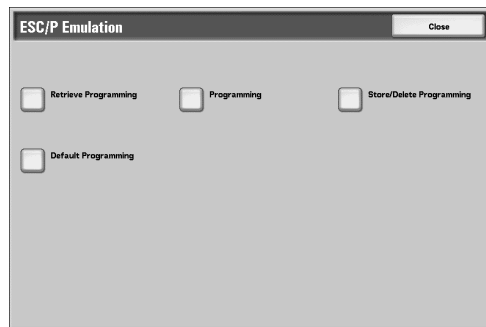 ESC/P Emulation
Close
Retrieve Programming
Programming
Store/Delete Programming
Default Programming